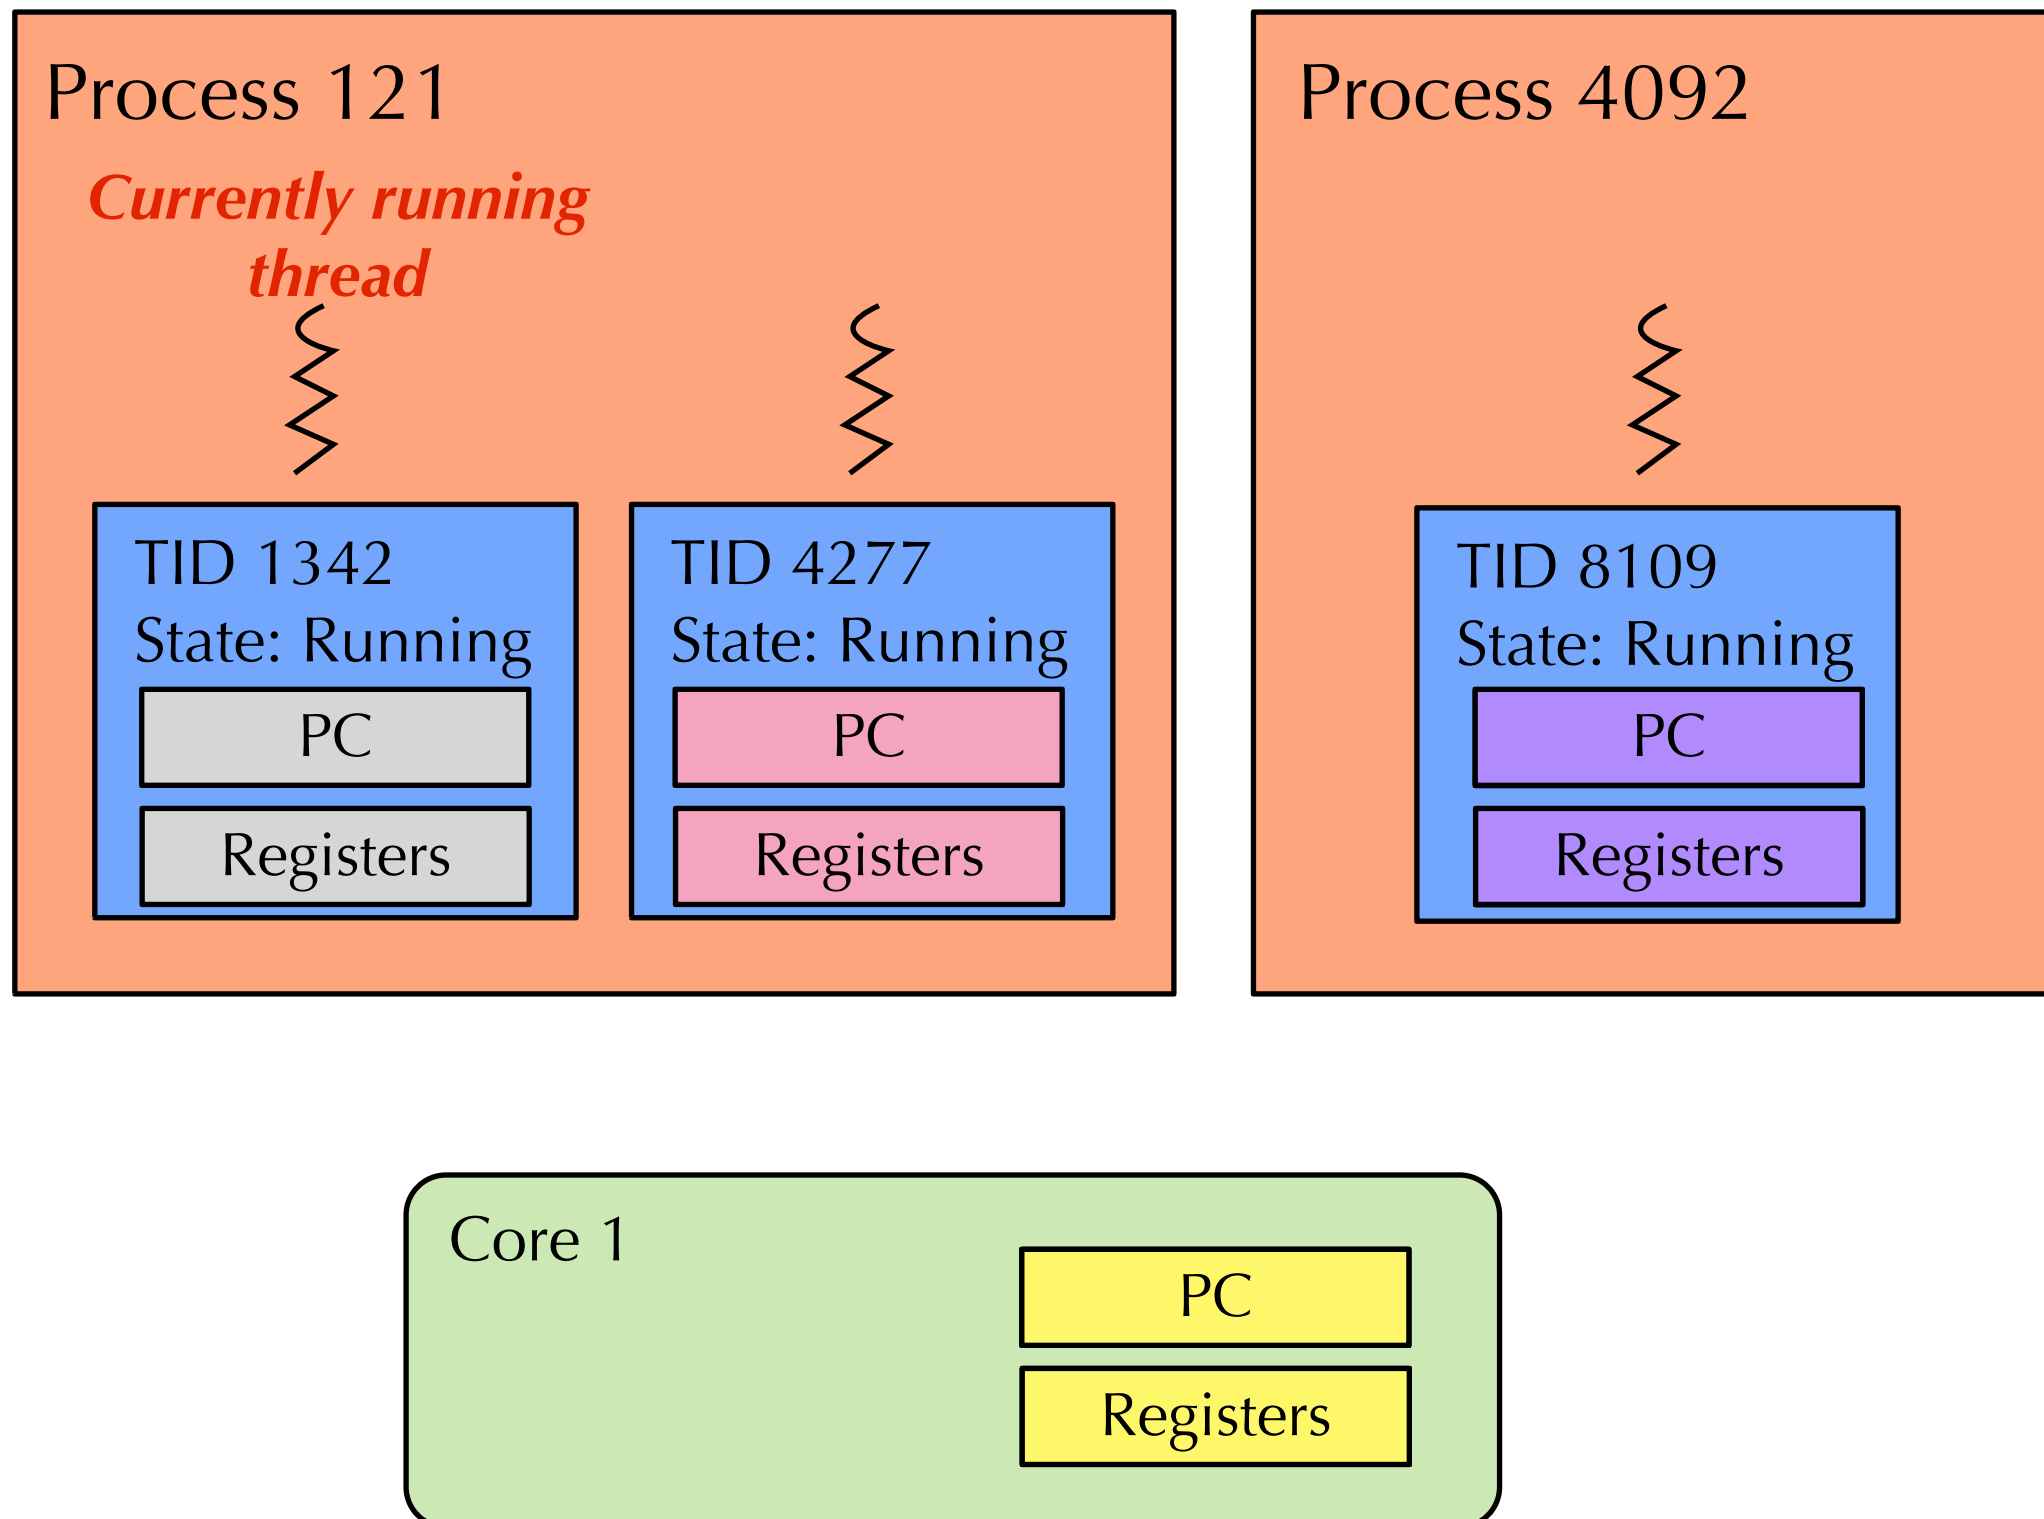 Process 121
Currently running
thread
TID 1342
State: Running
PC
Registers
TID 4277
State: Running
PC
Registers
Process 4092
TID 8109
State: Running
PC
Registers
Core 1
PC
Registers